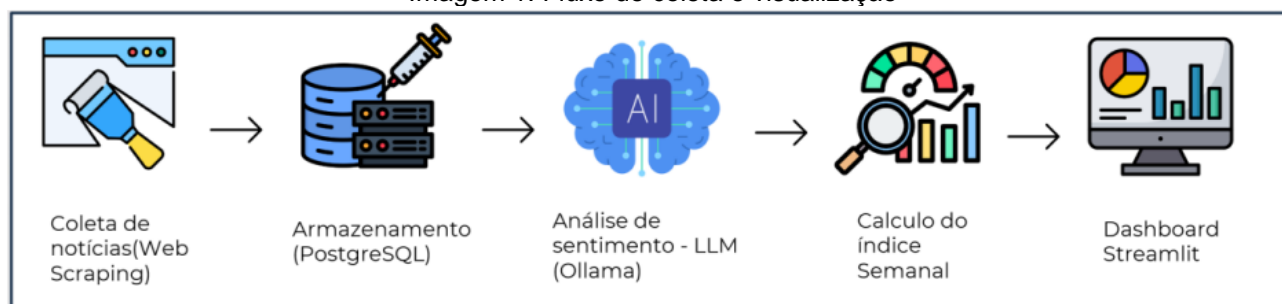 AI
Coleta de
notícias(Web
Scraping)
Armazenamento
(PostgreSQL)
Análise de
sentimento - LLM
(Ollama)
Calculo do
índice
Semanal
Dashboard
Streamlit